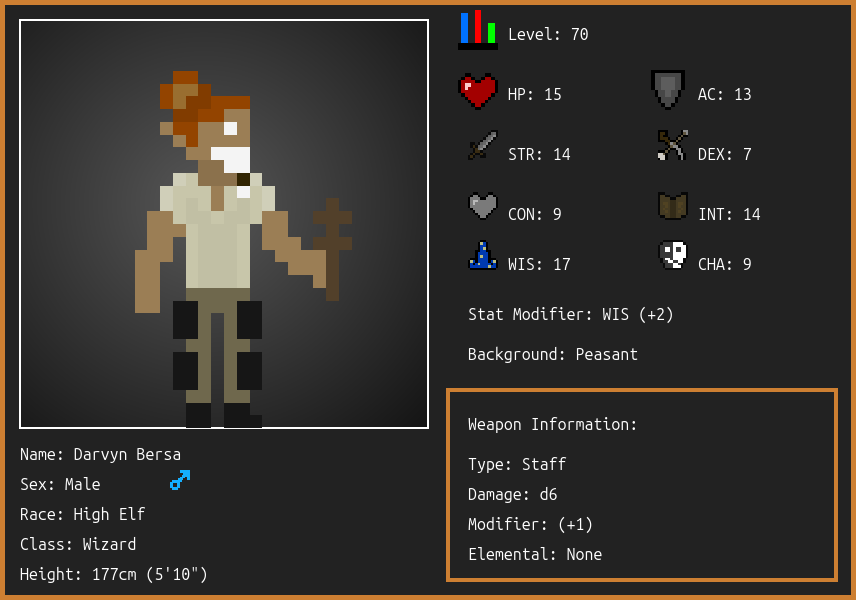 Level: 70
HP: 15
AC: 13
STR: 14
DEX: 7
CON: 9
INT: 14
WIS: 17
CHA: 9
Stat Modifier: WIS (+2)
Background: Peasant
Weapon Information:
Type: Staff
Damage: d6
Modifier: (+1)
Elemental: None
Name: Darvyn Bersa
Sex: Male
Race: High Elf
Class: Wizard
Height: 177cm (5'10")